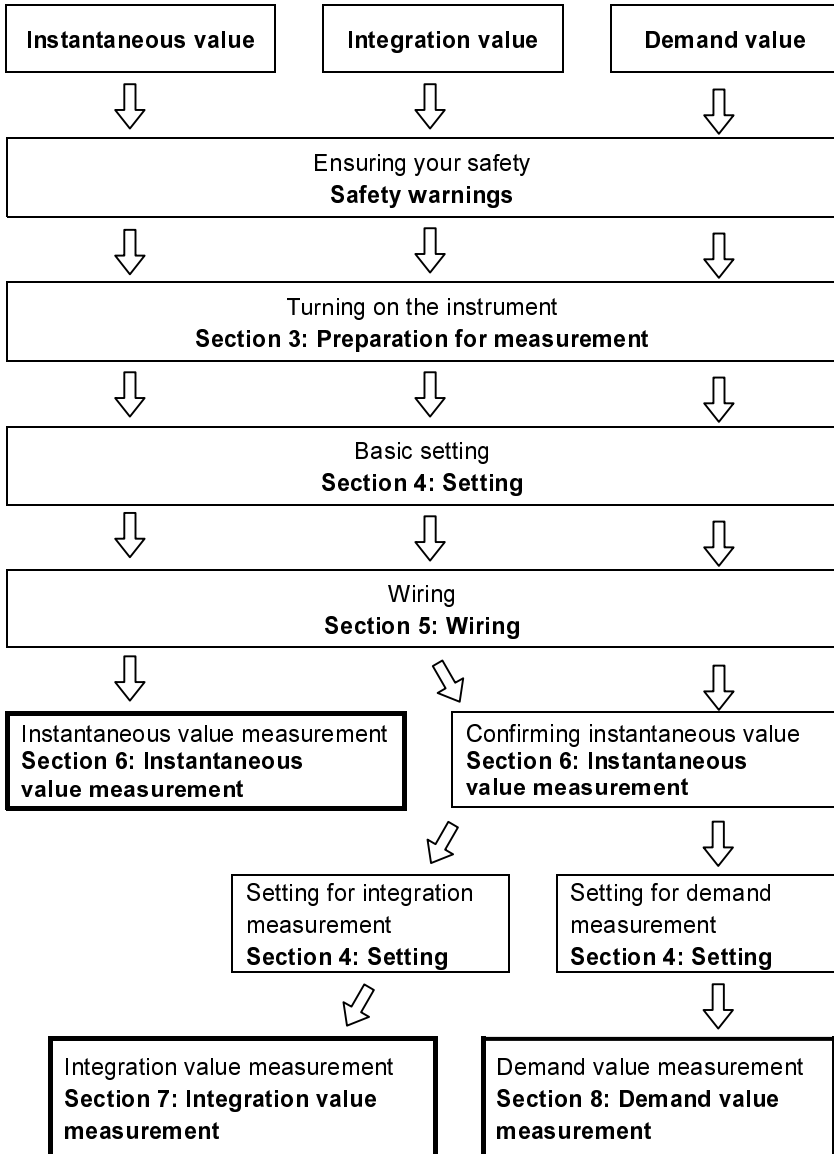 Instantaneous value
Integration value
Demand value
Ensuring your safety
Safety warnings
Turning on the instrument
Section 3: Preparation for measurement
Basic setting
Section 4: Setting
Wiring
Section 5: Wiring
Instantaneous value measurement
Section 6: Instantaneous
value measurement
Confirming instantaneous value
Section 6: Instantaneous
value measurement
Setting for integration
measurement
Section 4: Setting
Setting for demand
measurement
Section 4: Setting
Integration value measurement
Section 7: Integration value
measurement
Demand value measurement
Section 8: Demand value
measurement